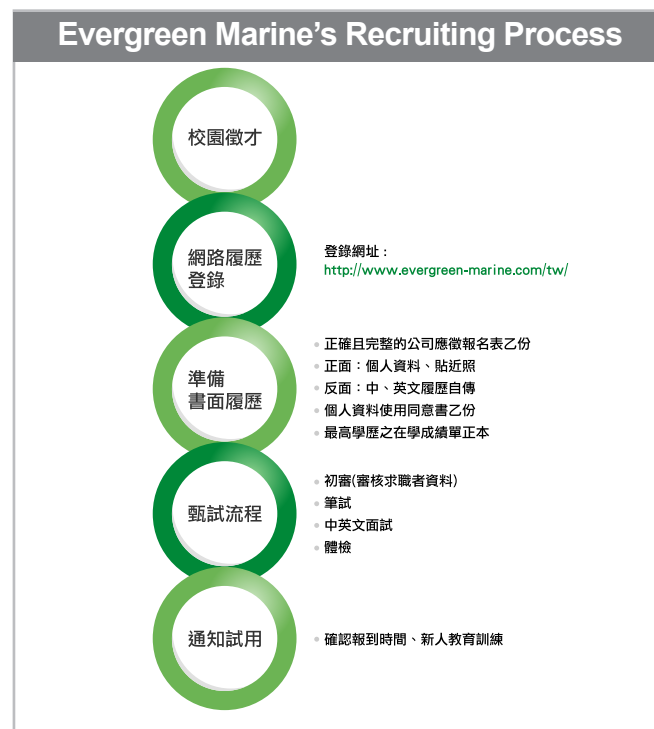 Evergreen Marine’s Recruiting Process
校園徵才
網路履歷
登錄
登錄網址：
http://www.evergreen-marine.com/tw/
準備
書面履歷
正確且完整的公司應徵報名表乙份
正面：個人資料、貼近照
反面：中、英文履歷自傳
個人資料使用同意書乙份
最高學歷之在學成績單正本
甄試流程
初審(審核求職者資料)
筆試
中英文面試
體檢
通知試用
確認報到時間、新人教育訓練